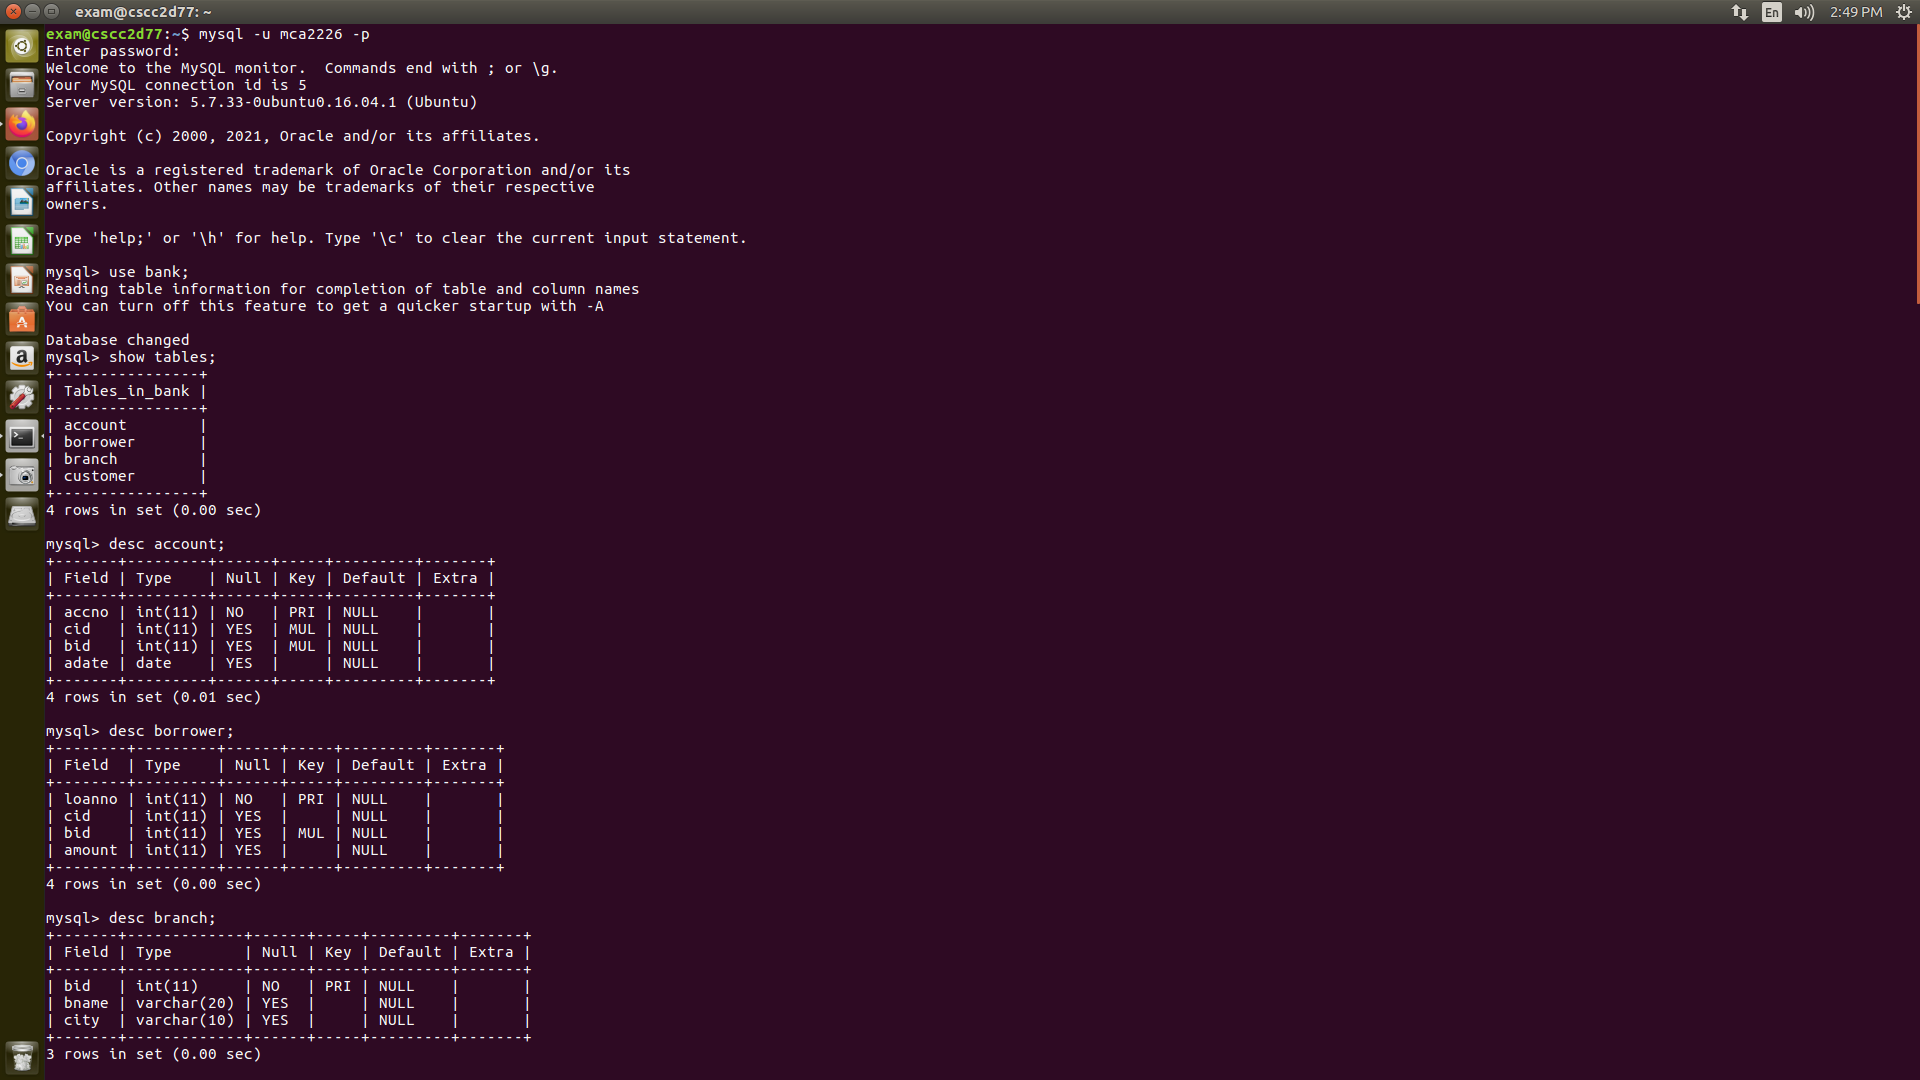 exam@cscc2d77: ~
En
2:49 PM
exam@cscc2d77:~$ mysql -u mca2226 -p
Enter password:
Welcome to the MySQL monitor.  Commands end with ; or \g.
Your MySQL connection id is 5
Server version: 5.7.33-0ubuntu0.16.04.1 (Ubuntu)

Copyright (c) 2000, 2021, Oracle and/or its affiliates.

Oracle is a registered trademark of Oracle Corporation and/or its
affiliates. Other names may be trademarks of their respective
owners.

Type 'help;' or '\h' for help. Type '\c' to clear the current input statement.

mysql> use bank;
Reading table information for completion of table and column names
You can turn off this feature to get a quicker startup with -A

Database changed
mysql> show tables;
+----------------+
| Tables_in_bank |
+----------------+
| account        |
| borrower       |
| branch         |
| customer       |
+----------------+
4 rows in set (0.00 sec)

mysql> desc account;
+-------+---------+------+-----+---------+-------+
| Field | Type    | Null | Key | Default | Extra |
+-------+---------+------+-----+---------+-------+
| accno | int(11) | NO   | PRI | NULL    |       |
| cid   | int(11) | YES  | MUL | NULL    |       |
| bid   | int(11) | YES  | MUL | NULL    |       |
| adate | date    | YES  |     | NULL    |       |
+-------+---------+------+-----+---------+-------+
4 rows in set (0.01 sec)

mysql> desc borrower;
+--------+---------+------+-----+---------+-------+
| Field  | Type    | Null | Key | Default | Extra |
+--------+---------+------+-----+---------+-------+
| loanno | int(11) | NO   | PRI | NULL    |       |
| cid    | int(11) | YES  |     | NULL    |       |
| bid    | int(11) | YES  | MUL | NULL    |       |
| amount | int(11) | YES  |     | NULL    |       |
+--------+---------+------+-----+---------+-------+
4 rows in set (0.00 sec)

mysql> desc branch;
+-------+-------------+------+-----+---------+-------+
| Field | Type        | Null | Key | Default | Extra |
+-------+-------------+------+-----+---------+-------+
| bid   | int(11)     | NO   | PRI | NULL    |       |
| bname | varchar(20) | YES  |     | NULL    |       |
| city  | varchar(10) | YES  |     | NULL    |       |
+-------+-------------+------+-----+---------+-------+
3 rows in set (0.00 sec)